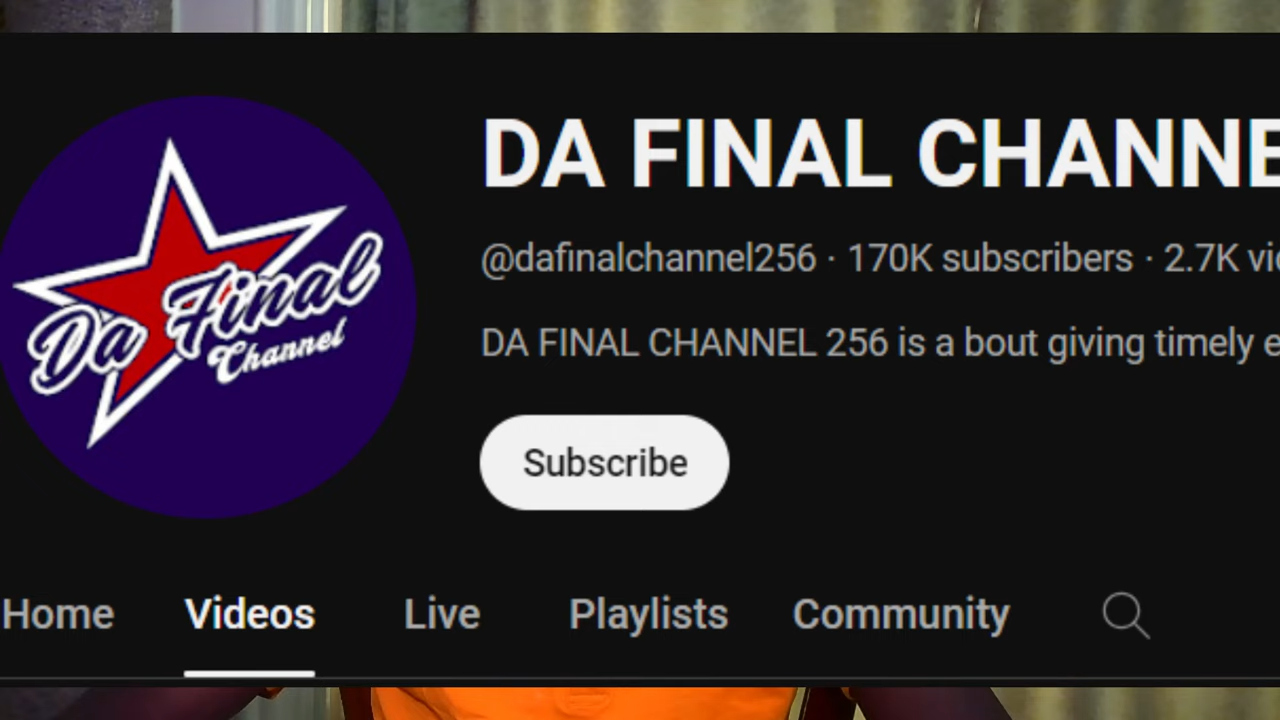 Da Final
Channel
DA FINAL CHANNE
@dafinalchannel256 · 170K subscribers · 2.7K vi
DA FINAL CHANNEL 256 is a bout giving timely e
Subscribe
Home Videos Live Playlists Community